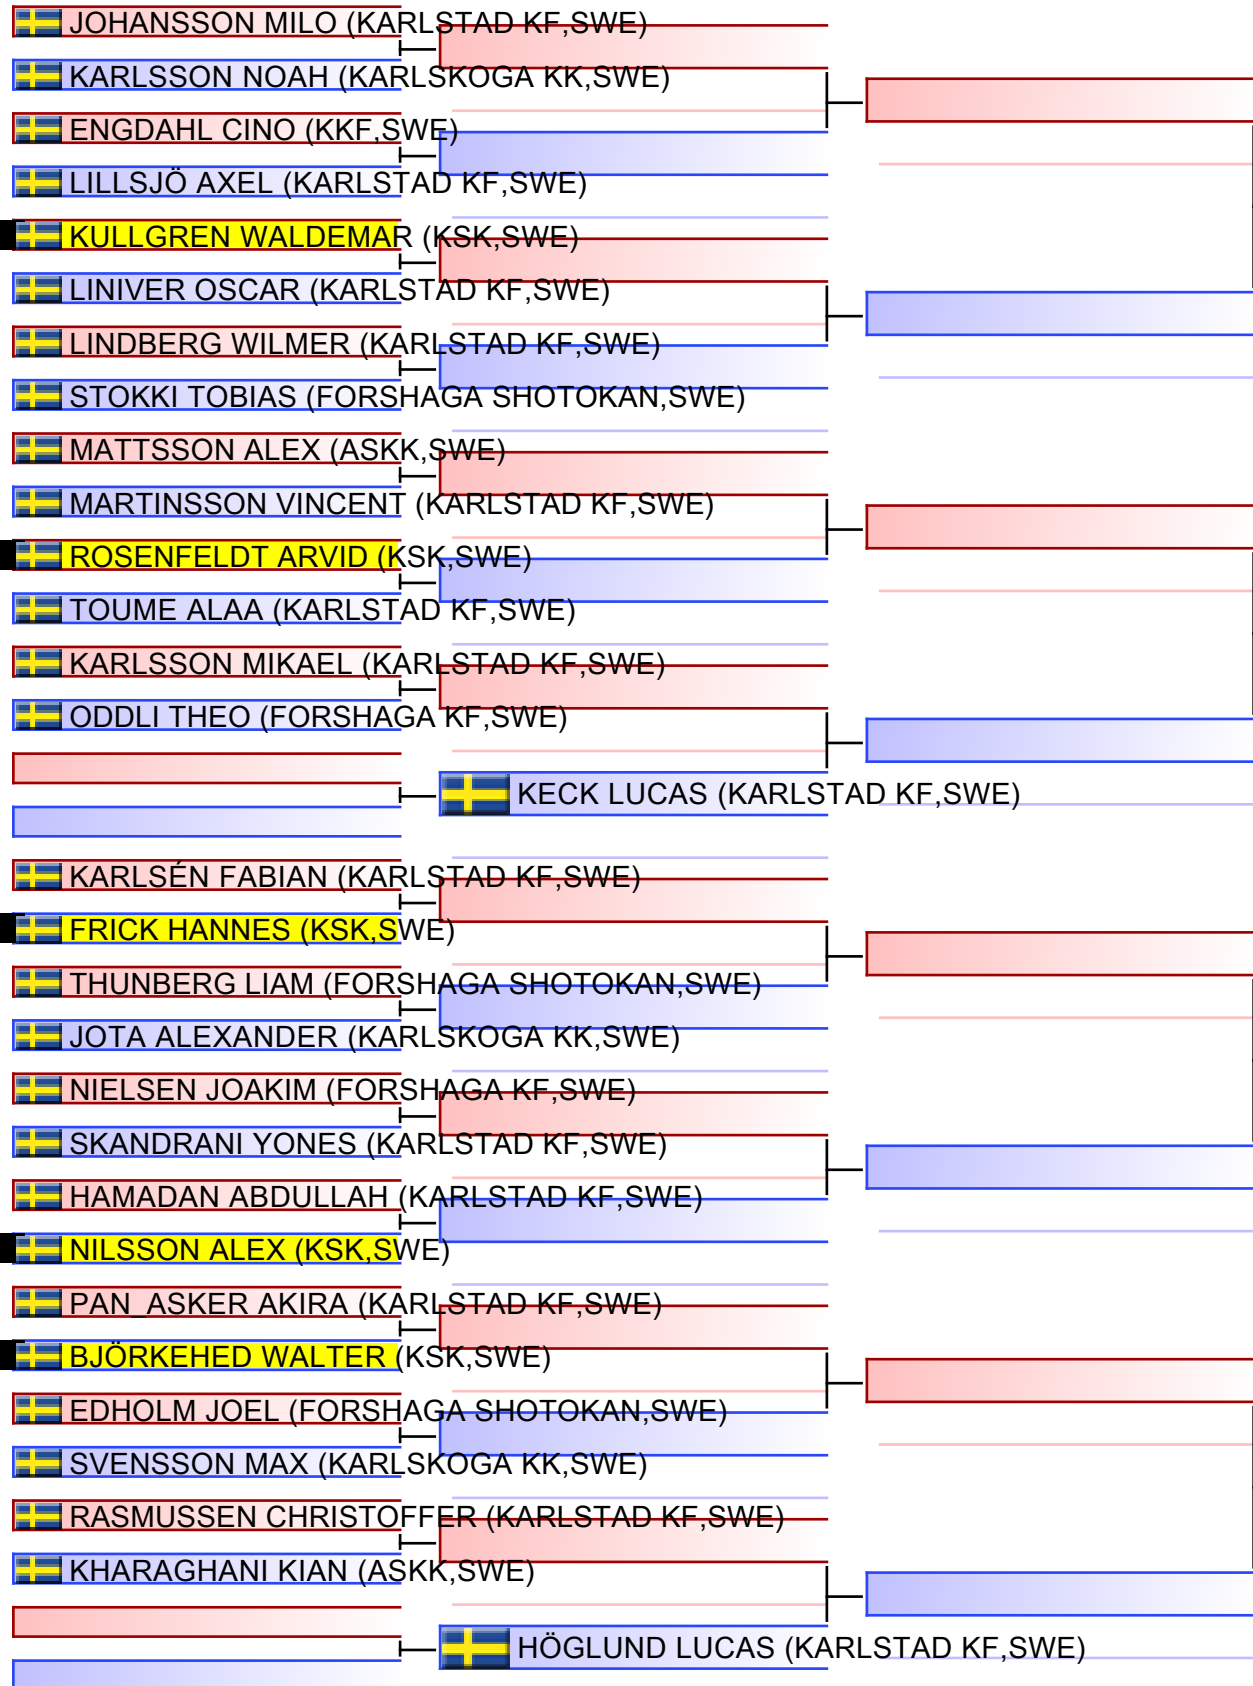 JOHANSSON MILO (KARLSTAD KF,SWE)
KARLSSON NOAH (KARLSKOGA KK,SWE)
ENGDAHL CINO (KKF,SWE)
LILLSJÖ AXEL (KARLSTAD KF,SWE)
KULLGREN WALDEMAR (KSK,SWE)
LINIVER OSCAR (KARLSTAD KF,SWE)
LINDBERG WILMER (KARLSTAD KF,SWE)
STOKKI TOBIAS (FORSHAGA SHOTOKAN,SWE)
MATTSSON ALEX (ASKK,SWE)
MARTINSSON VINCENT (KARLSTAD KF,SWE)
ROSENFELDT ARVID (KSK,SWE)
TOUME ALAA (KARLSTAD KF,SWE)
KARLSSON MIKAEL (KARLSTAD KF,SWE)
ODDLI THEO (FORSHAGA KF,SWE)
KECK LUCAS (KARLSTAD KF,SWE)
KARLSÉN FABIAN (KARLSTAD KF,SWE)
FRICK HANNES (KSK,SWE)
THUNBERG LIAM (FORSHAGA SHOTOKAN,SWE)
JOTA ALEXANDER (KARLSKOGA KK,SWE)
NIELSEN JOAKIM (FORSHAGA KF,SWE)
SKANDRANI YONES (KARLSTAD KF,SWE)
HAMADAN ABDULLAH (KARLSTAD KF,SWE)
NILSSON ALEX (KSK,SWE)
PAN_ASKER AKIRA (KARLSTAD KF,SWE)
BJÖRKEHED WALTER (KSK,SWE)
EDHOLM JOEL (FORSHAGA SHOTOKAN,SWE)
SVENSSON MAX (KARLSKOGA KK,SWE)
RASMUSSEN CHRISTOFFER (KARLSTAD KF,SWE)
KHARAGHANI KIAN (ASKK,SWE)
HÖGLUND LUCAS (KARLSTAD KF,SWE)